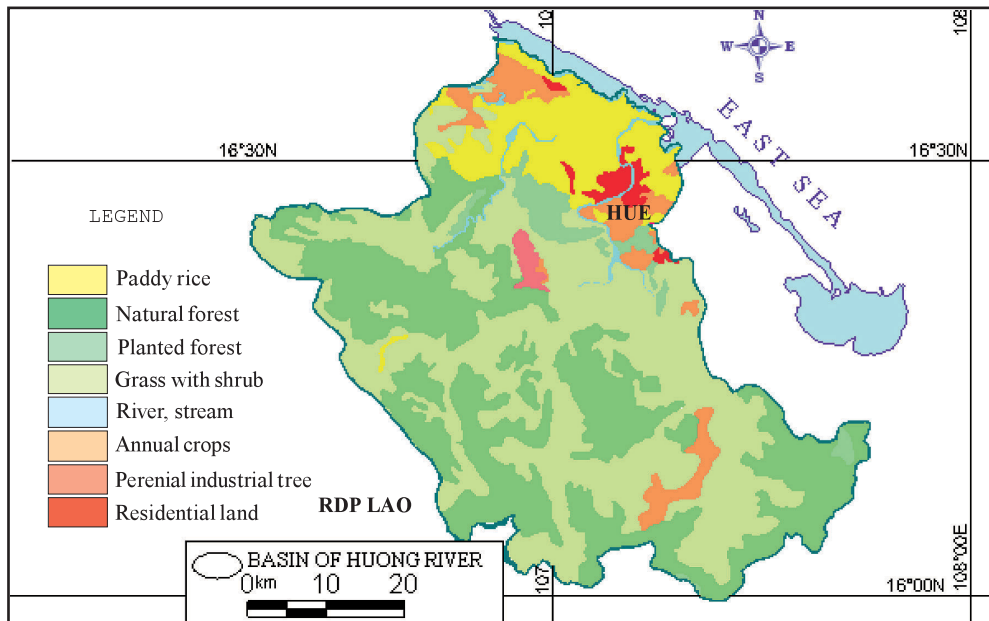 10
108
N
W E
S
EAST SEA
16°30N
16°30N
LEGEND
HUE
Paddy rice
Natural forest
Planted forest
Grass with shrub
River, stream
Annual crops
Perenial industrial tree
Residential land
RDP LAO
BASIN OF HUONG RIVER
0km 10 20
107
16°00N
108°00E